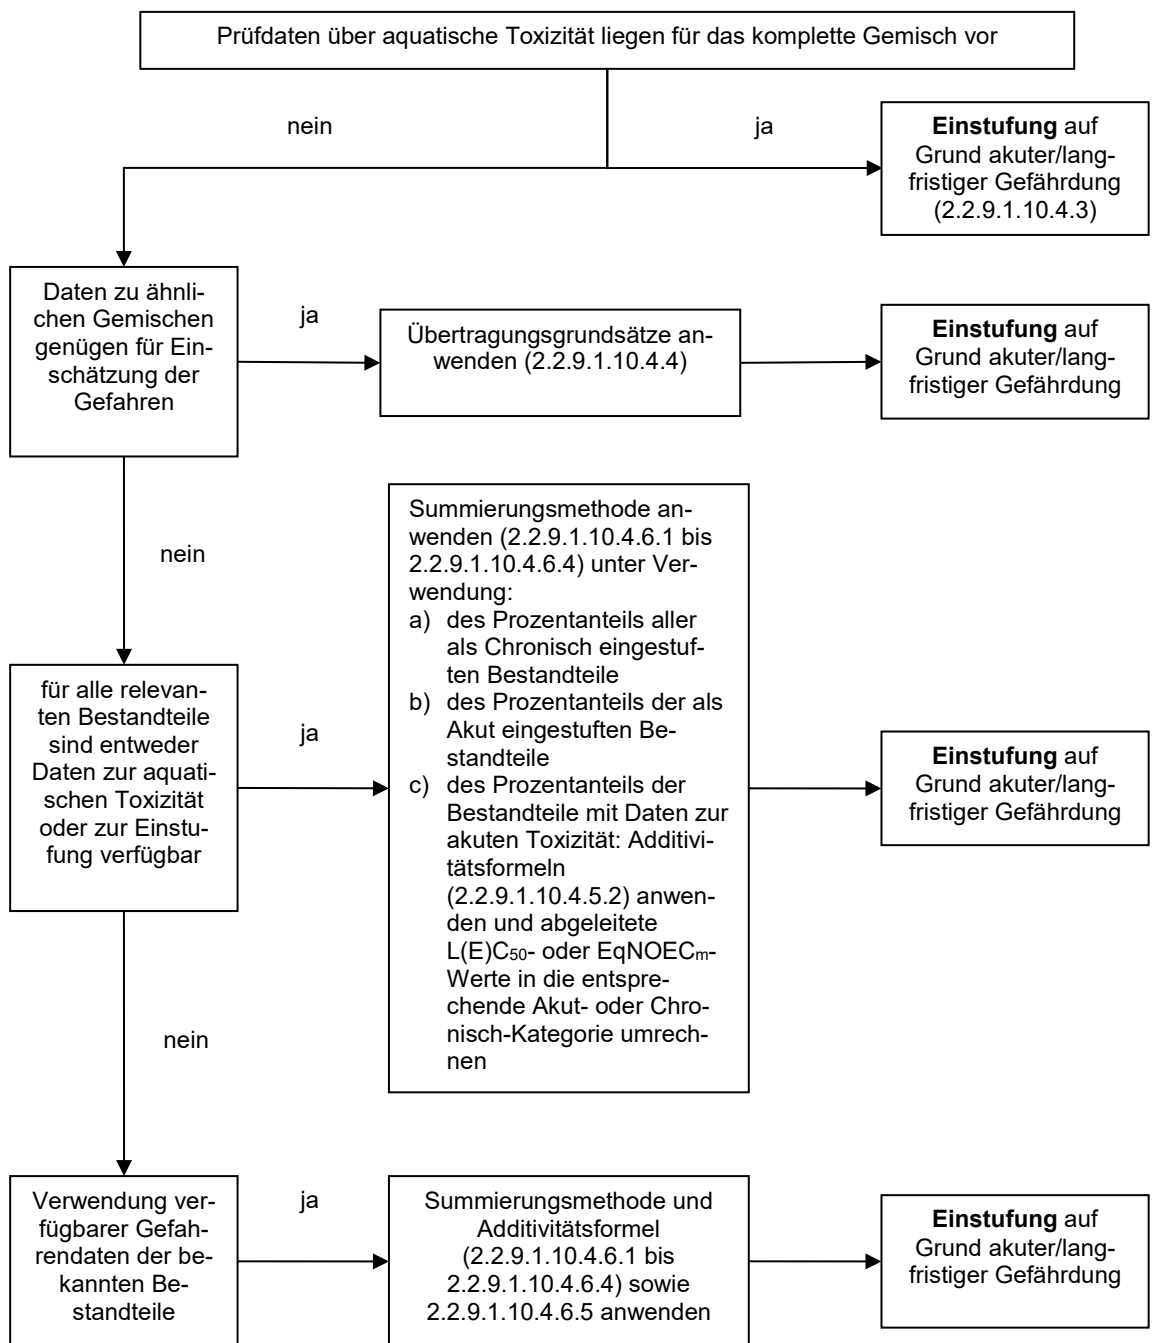 Prüfdaten über aquatische Toxizität liegen für das komplette Gemisch vor
nein
ja
Einstufung auf
Grund akuter/lang-
fristiger Gefährdung
(2.2.9.1.10.4.3)
Daten zu ähnli-
chen Gemischen
genügen für Ein-
schätzung der
Gefahren
ja
Übertragungsgrundsätze an-
wenden (2.2.9.1.10.4.4)
Einstufung auf
Grund akuter/lang-
fristiger Gefährdung
nein
Summierungsmethode an-
wenden (2.2.9.1.10.4.6.1 bis
2.2.9.1.10.4.6.4) unter Ver-
wendung:
a) des Prozentanteils aller
als Chronisch eingestuf-
ten Bestandteile
b) des Prozentanteils der als
Akut eingestuften Be-
standteile
c) des Prozentanteils der
Bestandteile mit Daten zur
akuten Toxizität: Additivi-
tätsformeln
(2.2.9.1.10.4.5.2) anwen-
den und abgeleitete
L(E)C50- oder EqNOECm-
Werte in die entspre-
chende Akut- oder Chro-
nisch-Kategorie umrech-
nen
für alle relevan-
ten Bestandteile
sind entweder
Daten zur aquati-
schen Toxizität
oder zur Einstu-
fung verfügbar
ja
Einstufung auf
Grund akuter/lang-
fristiger Gefährdung
nein
Verwendung ver-
fügbarer Gefah-
rendaten der be-
kannten Be-
standteile
ja
Summierungsmethode und
Additivitätsformel
(2.2.9.1.10.4.6.1 bis
2.2.9.1.10.4.6.4) sowie
2.2.9.1.10.4.6.5 anwenden
Einstufung auf
Grund akuter/lang-
fristiger Gefährdung